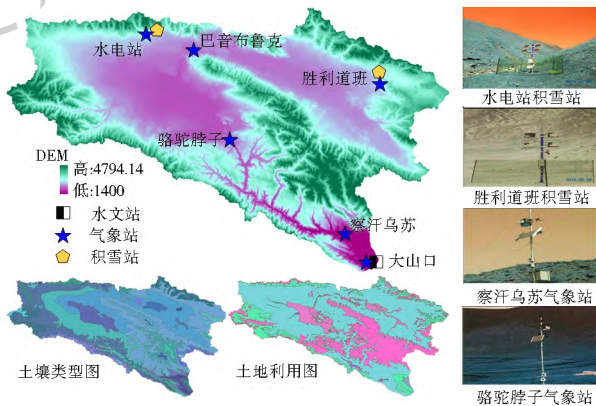 水电站
巴音布鲁克
胜利道班
骆驼脖子
察汗乌苏
大山口
DEM
高:4794.14
低:1400
水文站
气象站
积雪站
土壤类型图
土地利用图
水电站积雪站
胜利道班积雪站
察汗乌苏气象站
骆驼脖子气象站